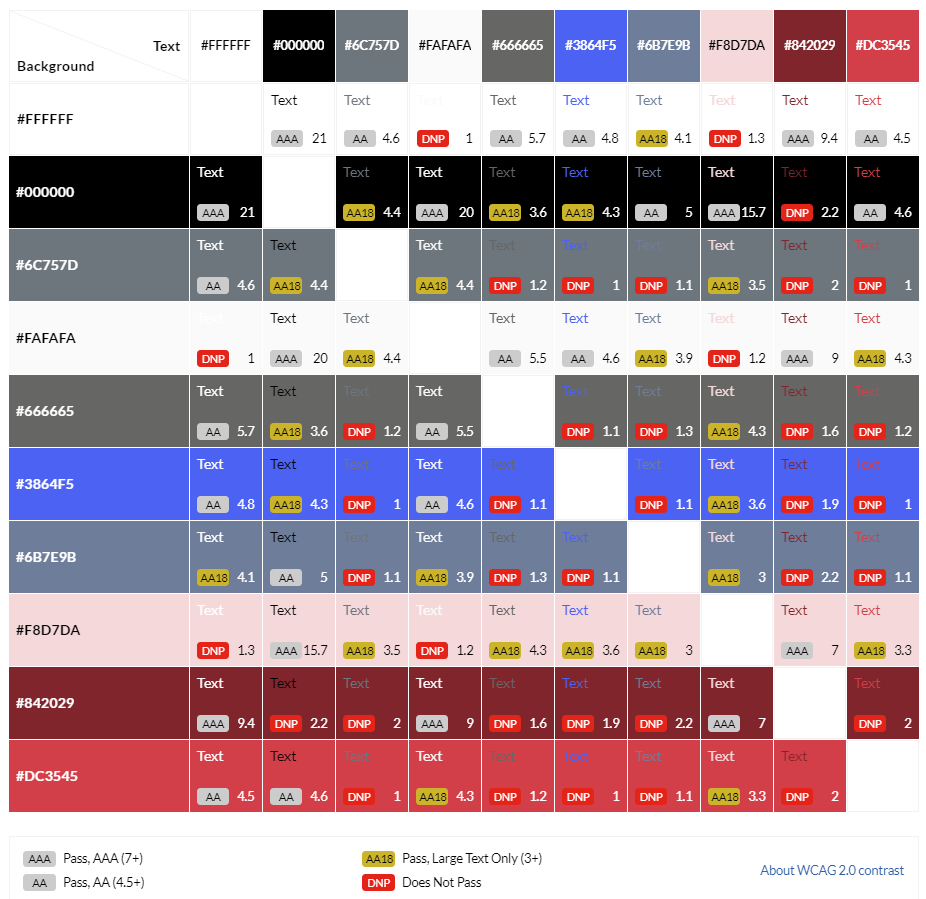 Text #FFFFFF #000000 #6C757D #FAFAFA #666665 #3864F5 #6B7E9B #F8D7DA #842029 #DC3545
Background
Text Text Text Text Text Text Text Text Text
#FFFFFF
AAA 21 AA 4.6 DNP 1 AA 5.7 AA 4.8 AA18 4.1 DNP 1.3 AAA 9.4 AA 4.5
Text Text Text Text Text Text Text Text Text
#000000
AAA 21 AA18 4.4 AAA 20 AA18 3.6 AA18 4.3 AA 5 AAA 15.7 DNP 2.2 AA 4.6
Text Text Text Text Text Text Text Text Text
#6C757D
AA 4.6 AA18 4.4 AA18 4.4 DNP 1.2 DNP 1 DNP 1.1 AA18 3.5 DNP 2 DNP 1
Text Text Text Text Text Text Text Text Text
#FAFAFA
DNP 1 AAA 20 AA18 4.4 AA 5.5 AA 4.6 AA18 3.9 DNP 1.2 AAA 9 AA18 4.3
Text Text Text Text Text Text Text Text Text
#666665
AA 5.7 AA18 3.6 DNP 1.2 AA 5.5 DNP 1.1 DNP 1.3 AA18 4.3 DNP 1.6 DNP 1.2
Text Text Text Text Text Text Text Text Text
#3864F5
AA 4.8 AA18 4.3 DNP 1 AA 4.6 DNP 1.1 DNP 1.1 AA18 3.6 DNP 1.9 DNP 1
Text Text Text Text Text Text Text Text Text
#6B7E9B
AA18 4.1 AA 5 DNP 1.1 AA18 3.9 DNP 1.3 DNP 1.1 AA18 3 DNP 2.2 DNP 1.1
Text Text Text Text Text Text Text Text Text
#F8D7DA
DNP 1.3 AAA 15.7 AA18 3.5 DNP 1.2 AA18 4.3 AA18 3.6 AA18 3 AAA 7 AA18 3.3
Text Text Text Text Text Text Text Text Text
#842029
AAA 9.4 DNP 2.2 DNP 2 AAA 9 DNP 1.6 DNP 1.9 DNP 2.2 AAA 7 DNP 2
Text Text Text Text Text Text Text Text Text
#DC3545
AA 4.5 AA 4.6 DNP 1 AA18 4.3 DNP 1.2 DNP 1 DNP 1.1 AA18 3.3 DNP 2
AAA Pass, AAA (7+) AA18 Pass, Large Text Only (3+)
About WCAG 2.0 contrast
AA Pass, AA (4.5+) DNP Does Not Pass